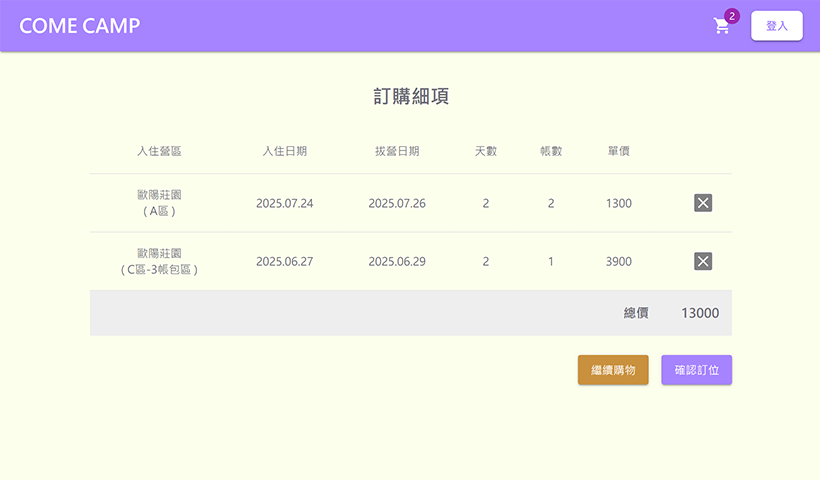 COME CAMP
2
登入
訂購細項
入住營區 入住日期 拔營日期 天數 帳數 單價
歐陽莊園
( A區 )
2025.07.24 2025.07.26 2 2 1300
歐陽莊園
( C區-3帳包區 )
2025.06.27 2025.06.29 2 1 3900
總價 13000
繼續購物 確認訂位